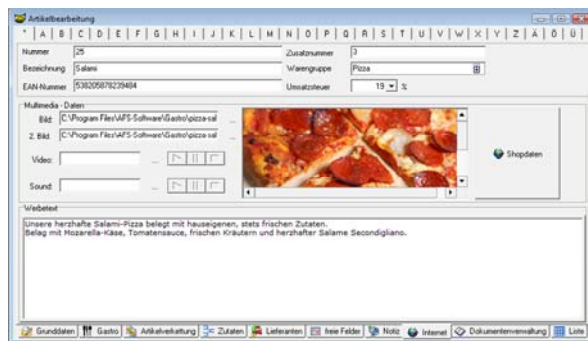 Artikelbearbeitung
* A B C D E F G H I J K L M N O P Q R S T U V W X Y Z Ä Ö Ü
Nummer 25 Zusatznummer 3
Bezeichnung Salami Warengruppe Pizza
EAN-Nummer 538205878239484 Umsatzsteuer 19 %
Multimedia - Daten
Bild: C:\Program Files\AFS-Software\Gastro\pizza-sal ...
2. Bild: C:\Program Files\AFS-Software\Gastro\pizza-sal ...
Video: ...
Shopdaten
Sound: ...
Werbetext
Unsere herzhafte Salami-Pizza belegt mit hauseigenen, stets frischen Zutaten.
Belag mit Mozarella-Käse, Tomatensauce, frischen Kräutern und herzhafter Salame Secondigliano.
Grunddaten Gastro Artikelverkettung Zutaten Lieferanten freie Felder Notiz Internet Dokumentenverwaltung Liste